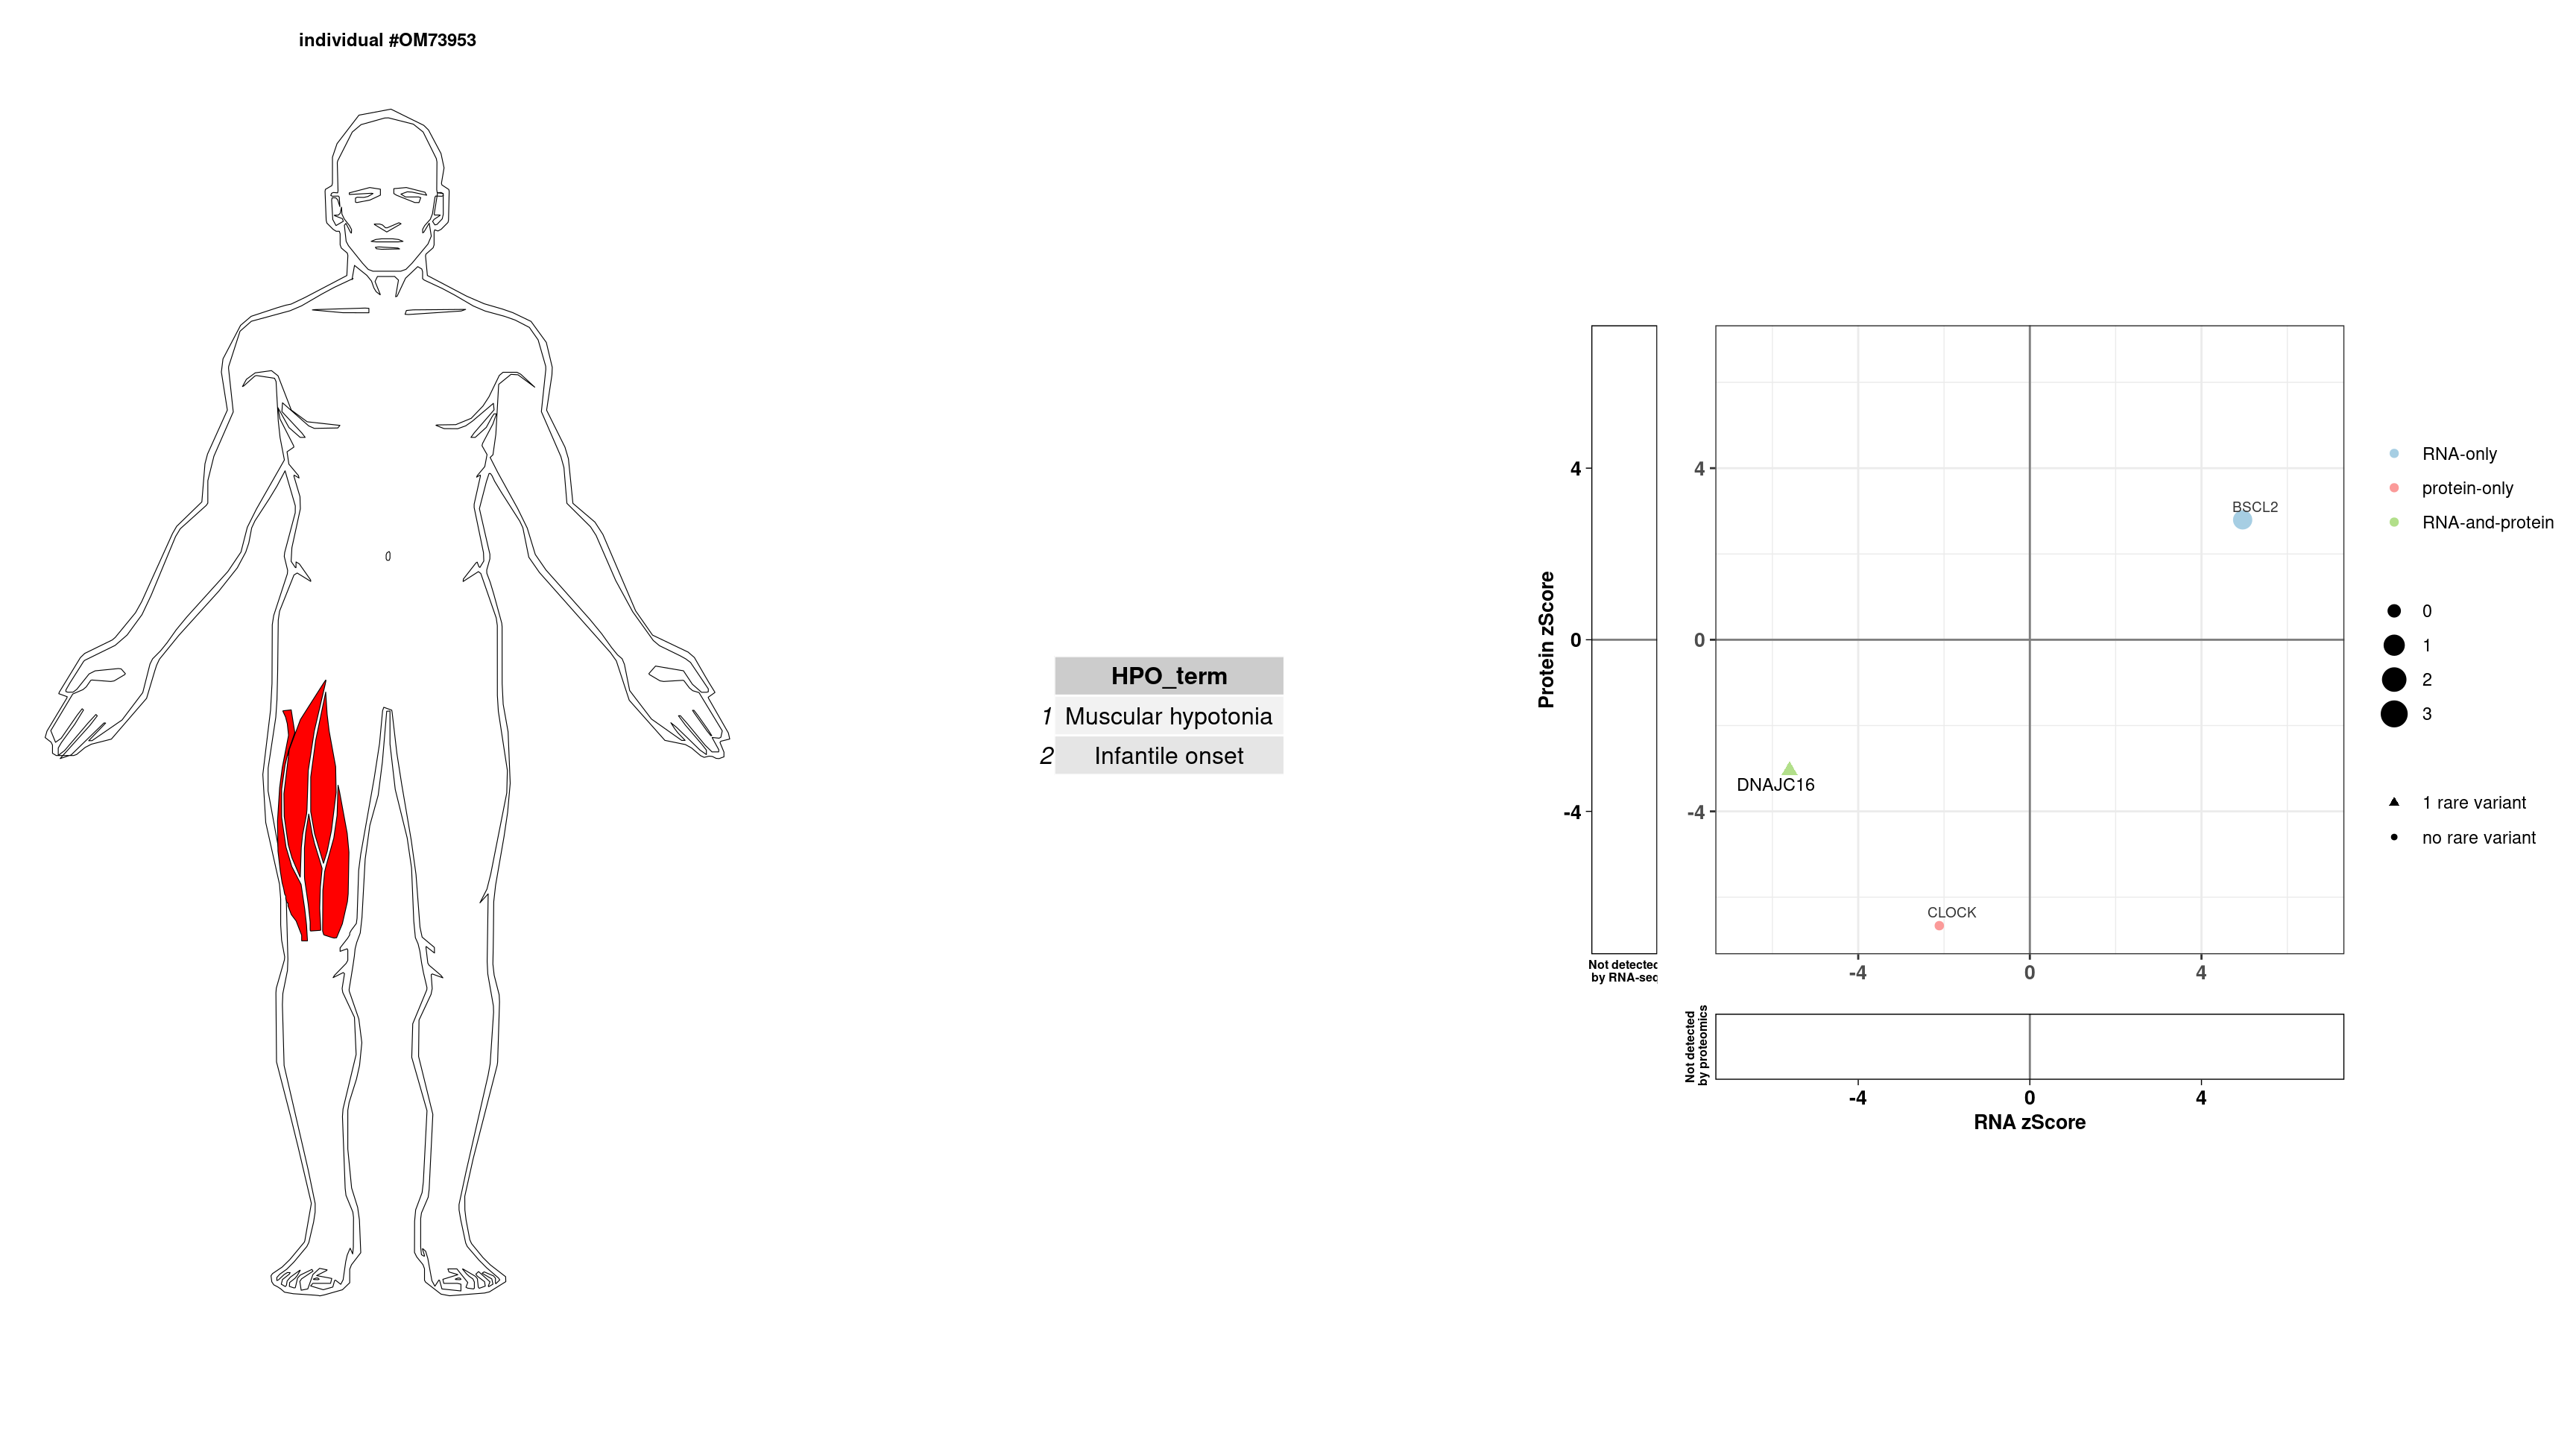 individual #OM73953
HPO_term
1 Muscular hypotonia
2 Infantile onset
Protein zScore
4
0
-4
Not detected
by RNA-seq
4
0
-4
BSCL2
DNAJC16
CLOCK
-4 0 4
Not detected
by proteomics
-4 0 4
RNA zScore
RNA-only
protein-only
RNA-and-protein
0
1
2
3
1 rare variant
no rare variant